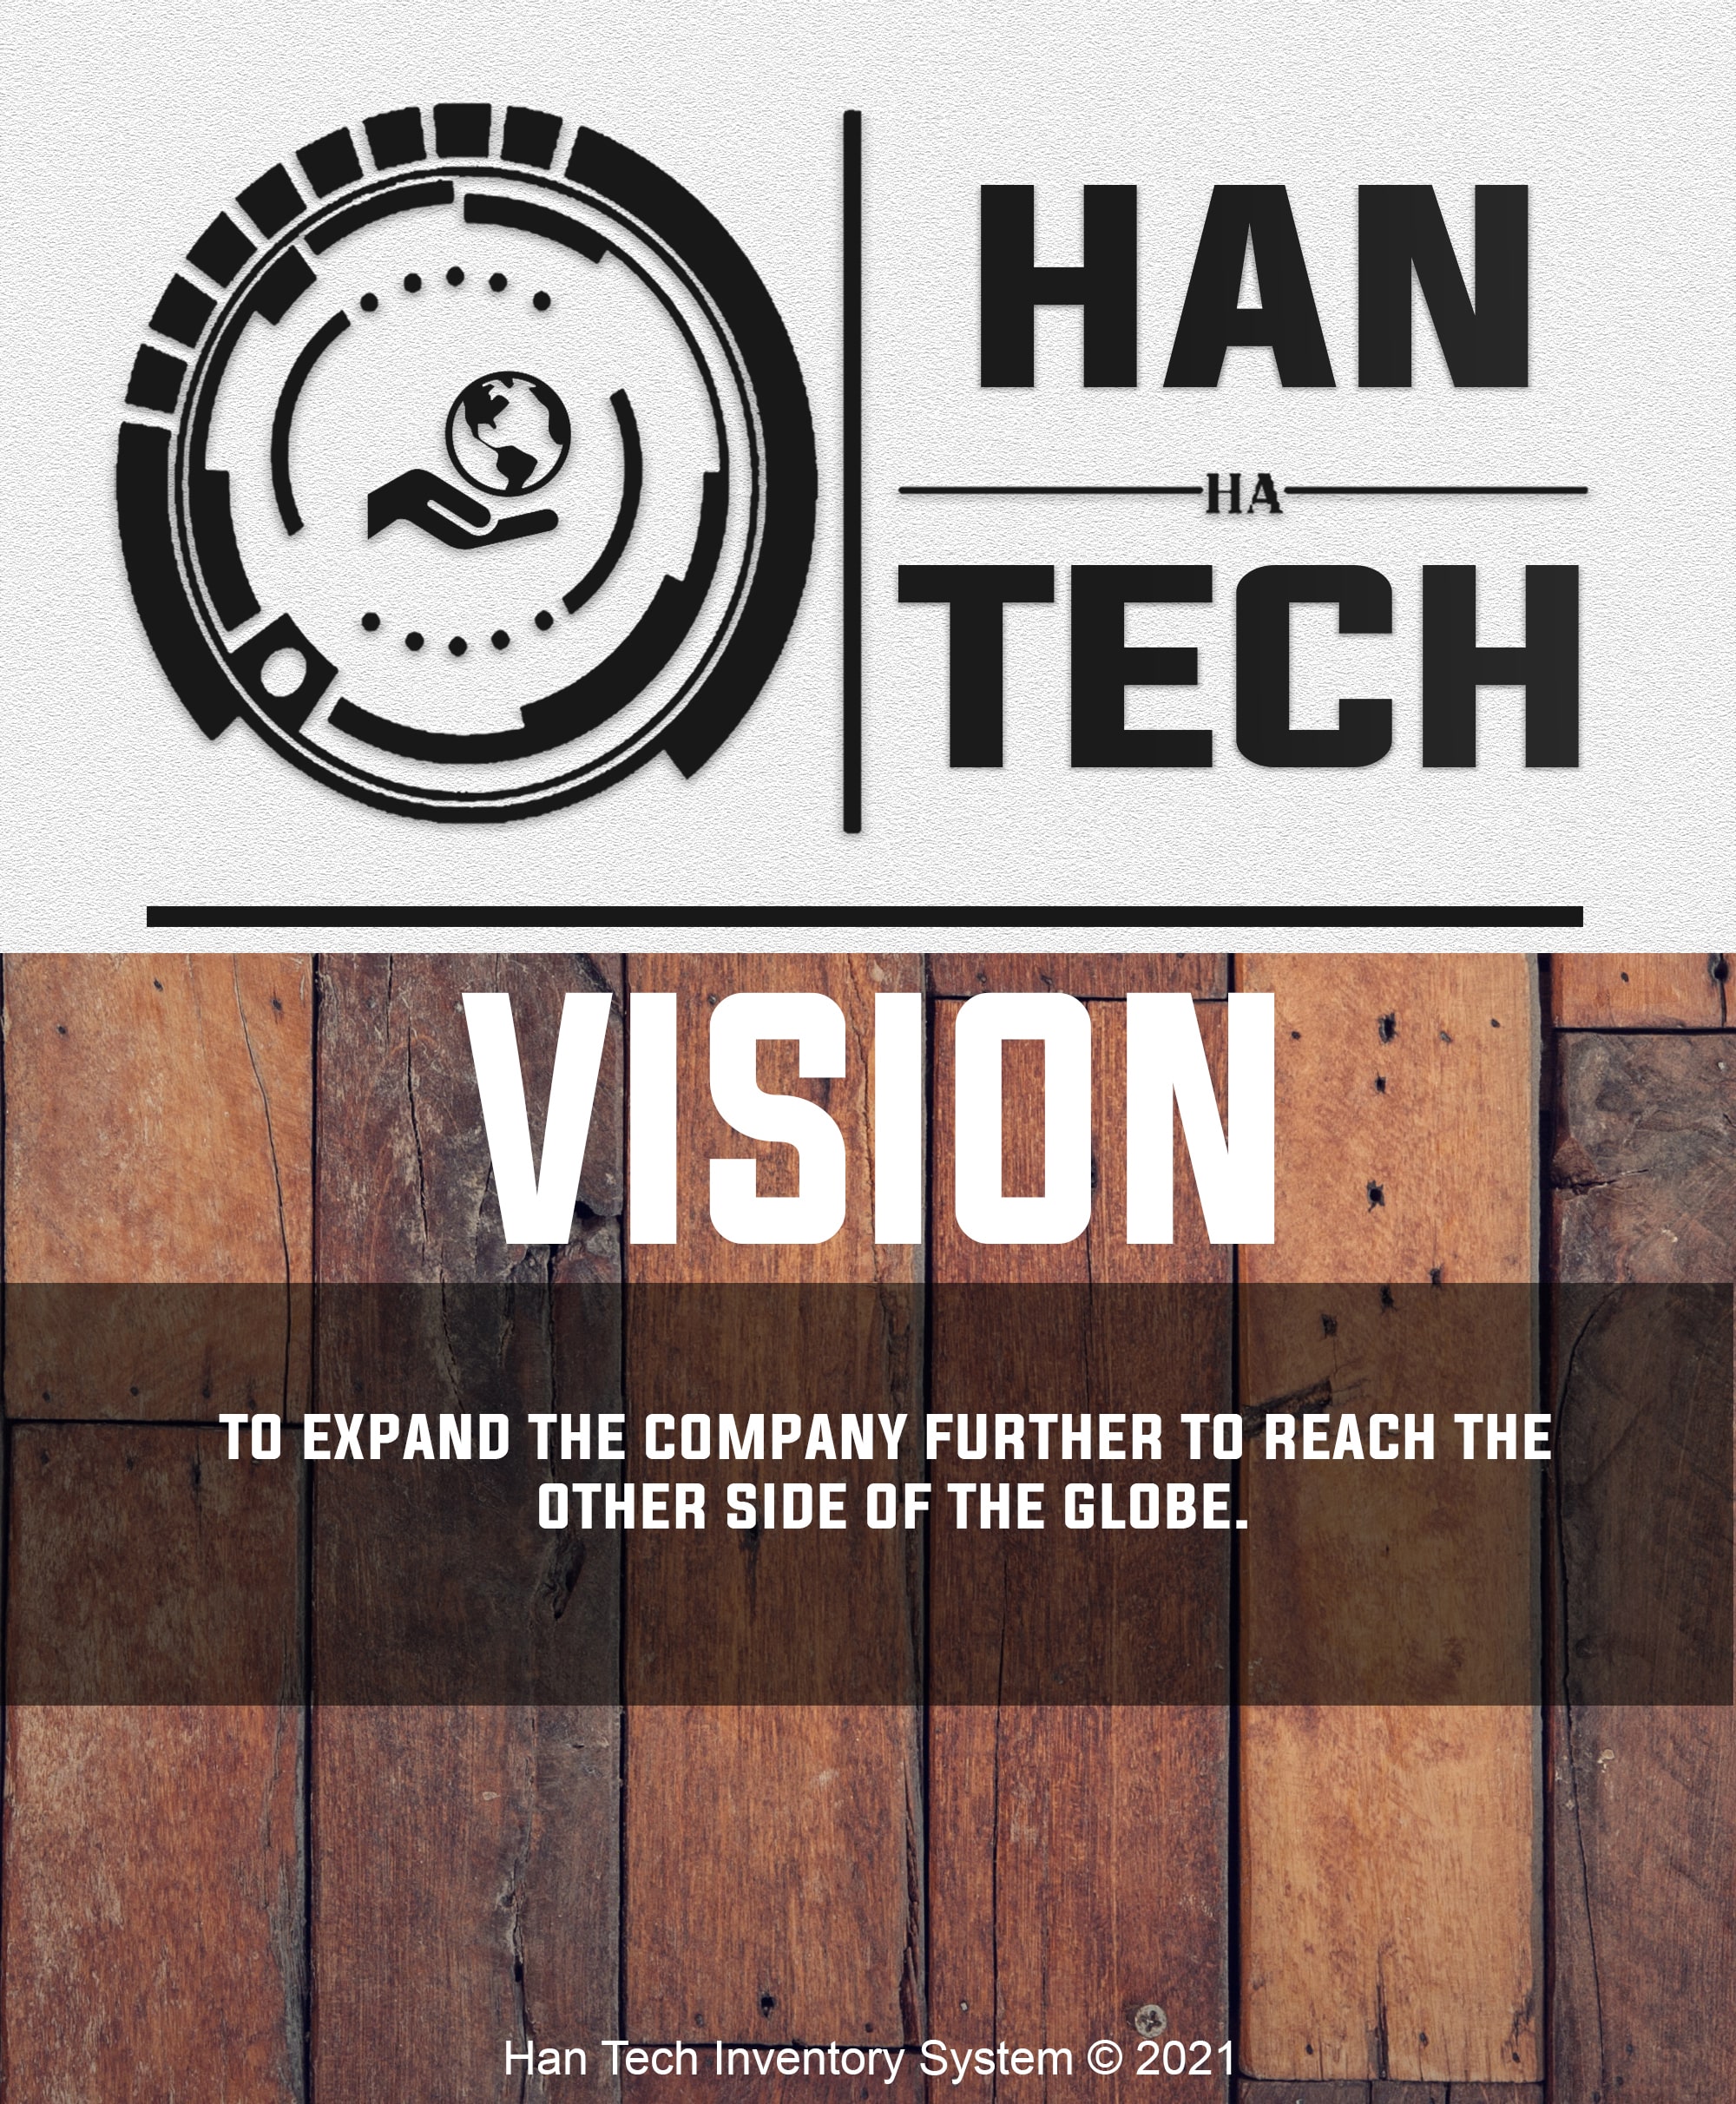 HAN
HA
TECH
VISION
TO EXPAND THE COMPANY FURTHER TO REACH THE
OTHER SIDE OF THE GLOBE.
Han Tech Inventory System © 2021